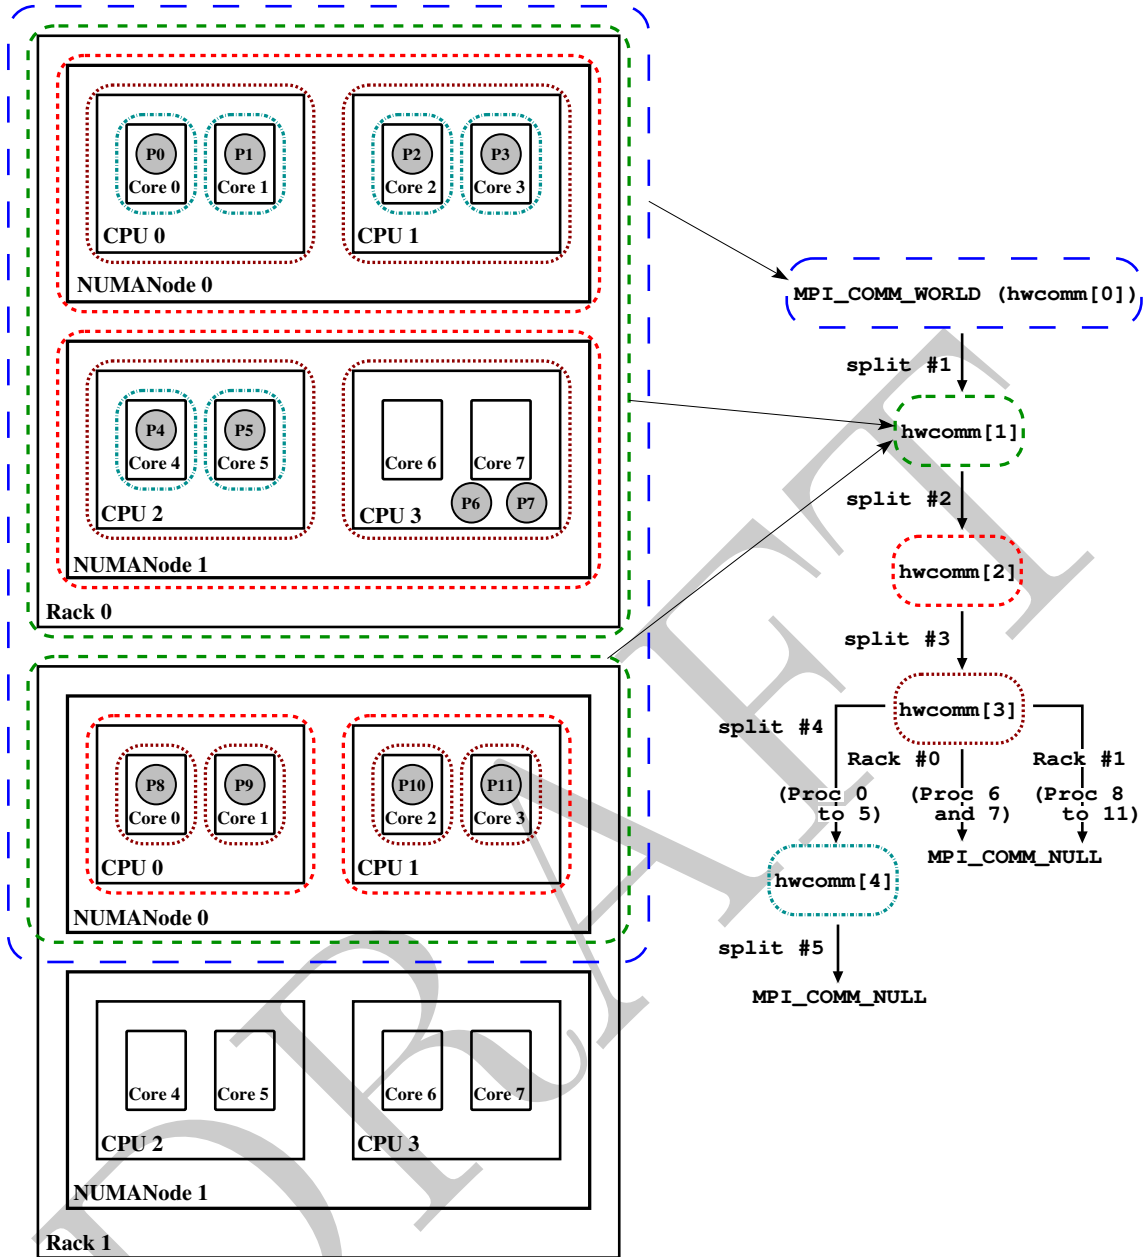 P0
P1
P2
P3
Core 0
Core 1
Core 2
Core 3
CPU 0
CPU 1
NUMANode 0
P4
P5
Core 4
Core 5
Core 6
Core 7
P6
P7
CPU 2
CPU 3
NUMANode 1
Rack 0
P8
P9
P10
P11
Core 0
Core 1
Core 2
Core 3
CPU 0
CPU 1
NUMANode 0
Core 4
Core 5
Core 6
Core 7
CPU 2
CPU 3
NUMANode 1
Rack 1
MPI_COMM_WORLD (hwcomm[0])
split #1
hwcomm[1]
split #2
hwcomm[2]
split #3
hwcomm[3]
split #4
Rack #0
Rack #1
(Proc 0
to 5)
(Proc 6
and 7)
(Proc 8
to 11)
MPI_COMM_NULL
hwcomm[4]
split #5
MPI_COMM_NULL
DRAFT